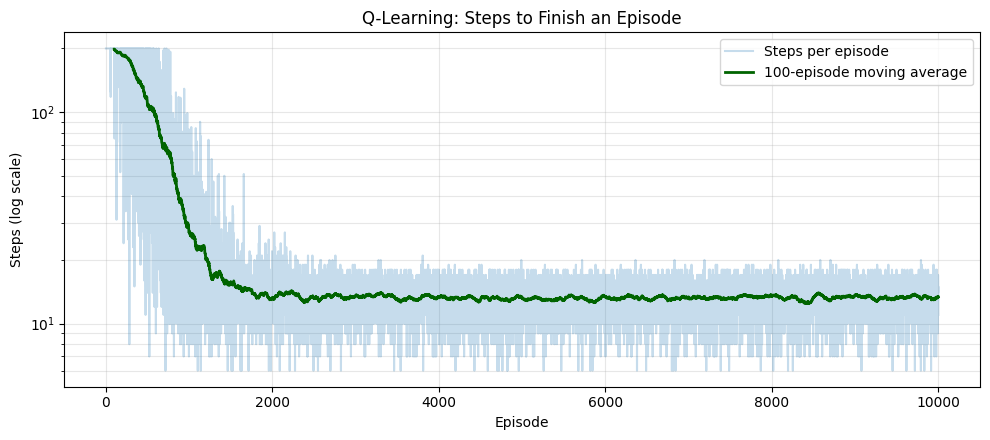 Q-Learning: Steps to Finish an Episode
Steps per episode
100-episode moving average
Steps (log scale)
10²
10¹
0
2000
4000
6000
8000
10000
Episode